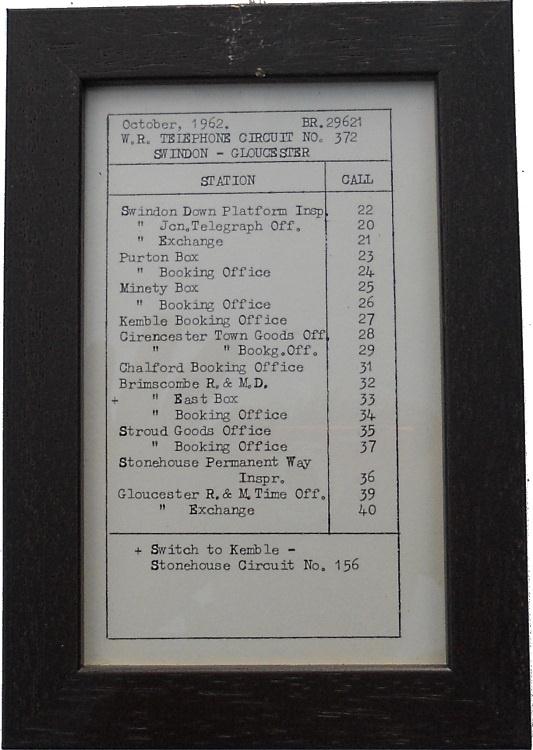 October, 1962. BR.29621
W.R. TELEPHONE CIRCUIT NO. 372
SWINDON - GLOUCESTER
STATION CALL
Swindon Down Platform Insp. 22
" Jcn.Telegraph Off. 20
" Exchange 21
Purton Box 23
" Booking Office 24
Minety Box 25
" Booking Office 26
Kemble Booking Office 27
Cirencester Town Goods Off. 28
" " Bookg.Off. 29
Chalford Booking Office 31
Brimscombe R.& M.D. 32
+ " East Box 33
" Booking Office 34
Stroud Goods Office 35
" Booking Office 37
Stonehouse Permanent Way
Inspr. 36
Gloucester R.& M.Time Off. 39
" Exchange 40
+ Switch to Kemble -
Stonehouse Circuit No. 156